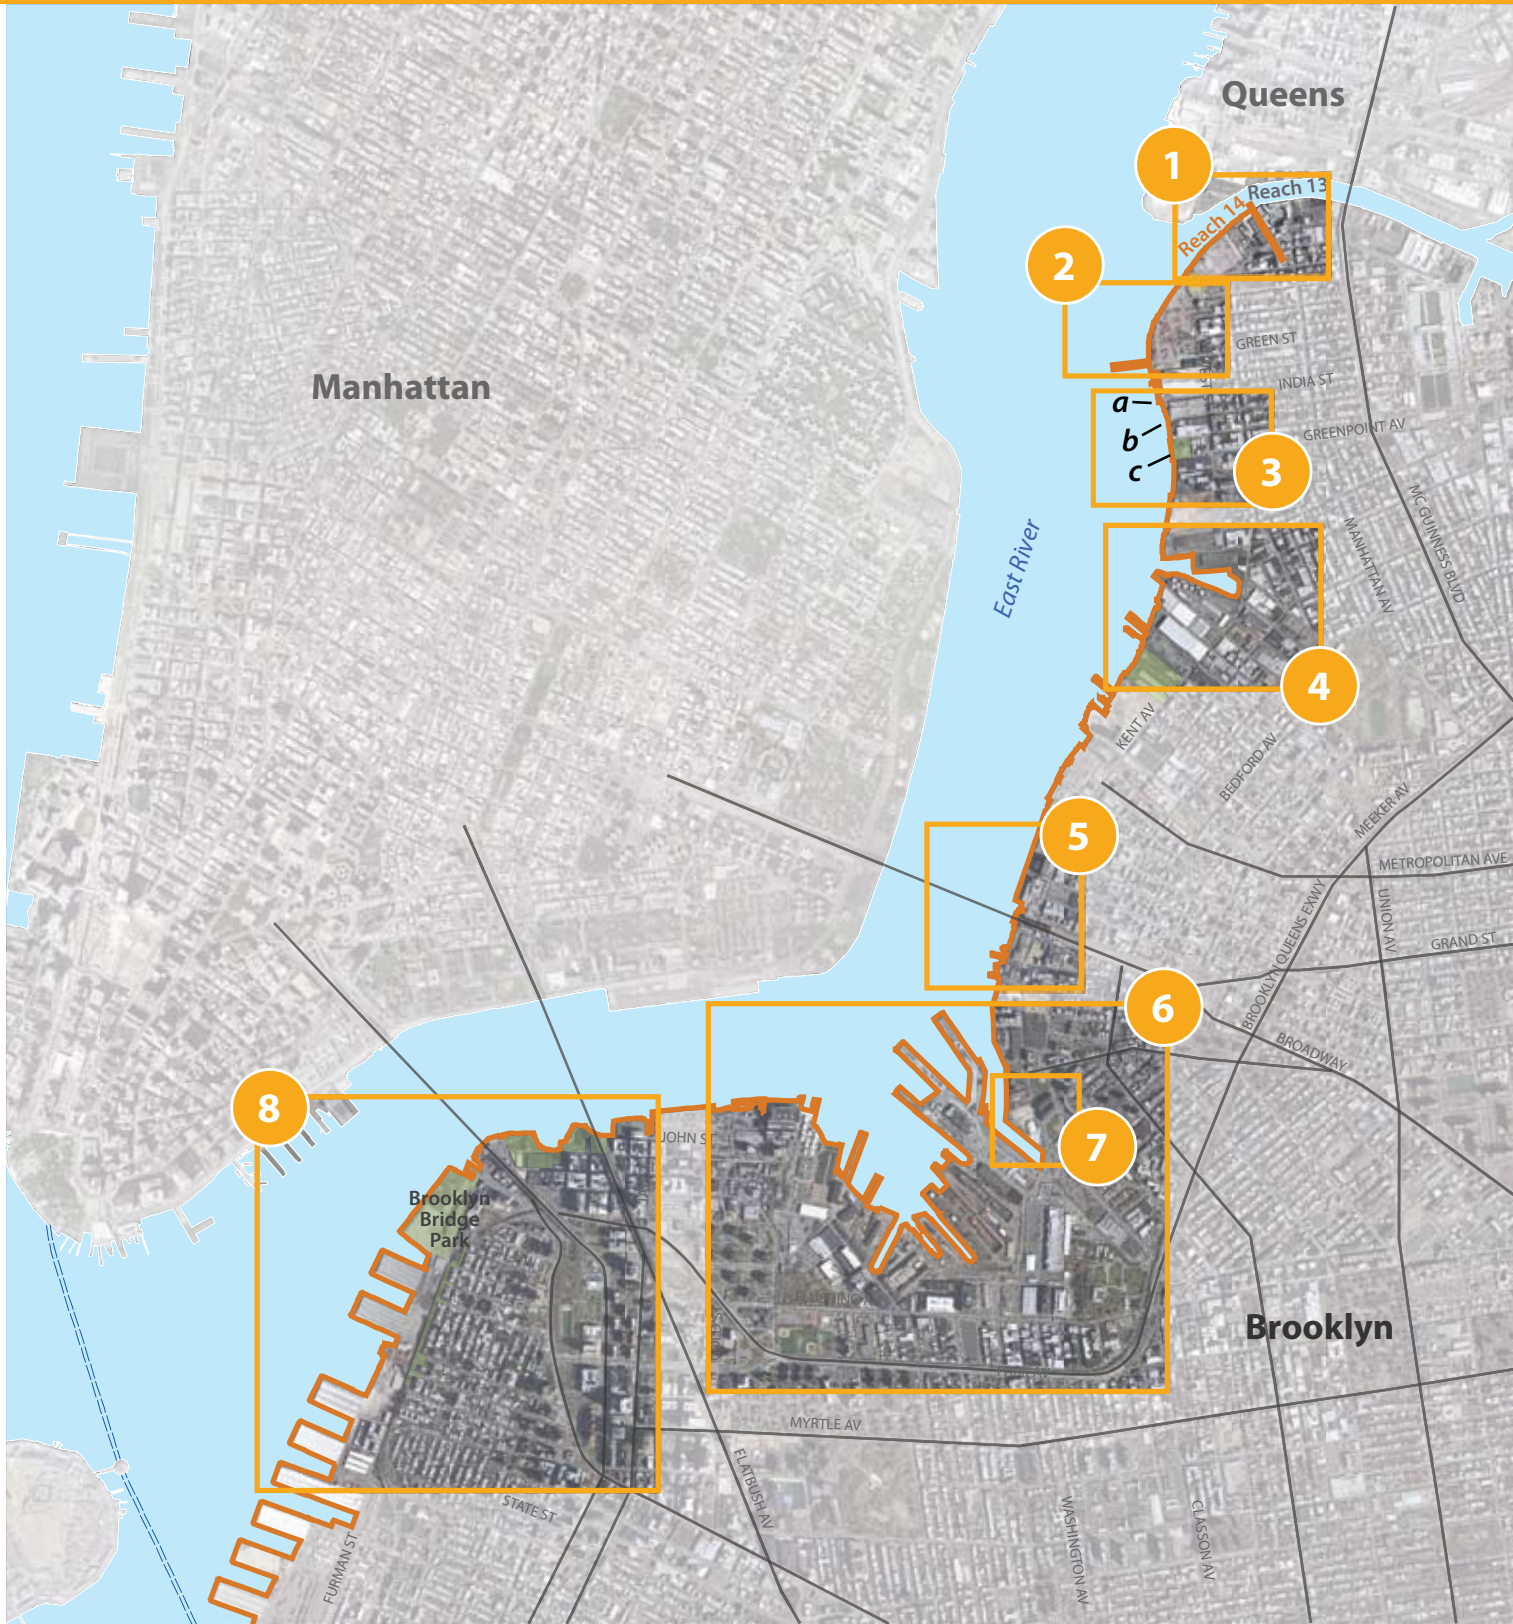 Queens
1
Reach 13
Reach 14
2
GREEN ST
Manhattan
INDIA ST
a
b
c
GREENPOINT AV
3
MC GUINNESS BLVD
MANHATTAN AV
East River
4
KENT AV
BEDFORD AV
MEEKER AV
5
METROPOLITAN AVE
UNION AV
BROOKLYN QUEENS EXWY
GRAND ST
6
BROADWAY
8
JOHN ST
7
Brooklyn
Bridge
Park
Brooklyn
MYRTLE AV
FLATBUSH AV
STATE ST
WASHINGTON AV
CLASSON AV
FURMAN ST